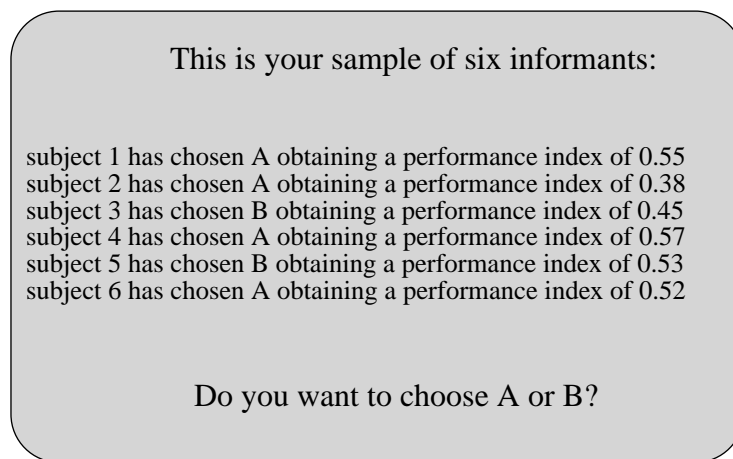 This is your sample of six informants:
subject 1 has chosen A obtaining a performance index of 0.55
subject 2 has chosen A obtaining a performance index of 0.38
subject 3 has chosen B obtaining a performance index of 0.45
subject 4 has chosen A obtaining a performance index of 0.57
subject 5 has chosen B obtaining a performance index of 0.53
subject 6 has chosen A obtaining a performance index of 0.52
Do you want to choose A or B?